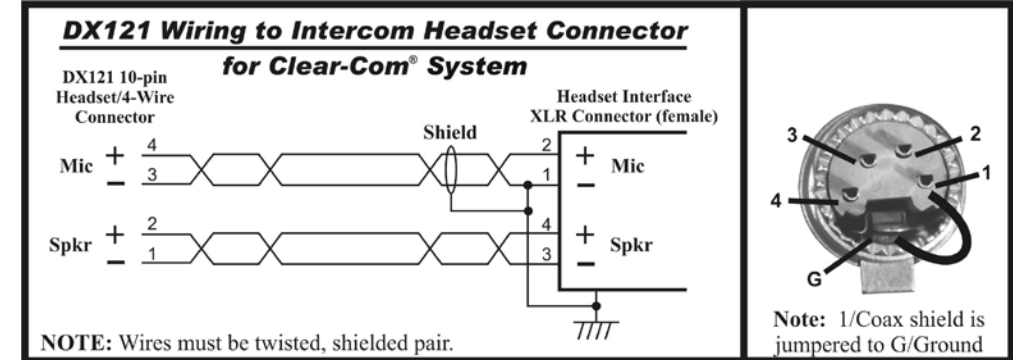 DX121 Wiring to Intercom Headset Connector
for Clear-Com® System
DX121 10-pin
Headset/4-Wire
Connector
Headset Interface
XLR Connector (female)
Shield
Mic + 4
− 3
2 + Mic
1 −
Spkr + 2
− 1
4 + Spkr
3 −
NOTE: Wires must be twisted, shielded pair.
3
2
1
4
G
Note: 1/Coax shield is
jumpered to G/Ground